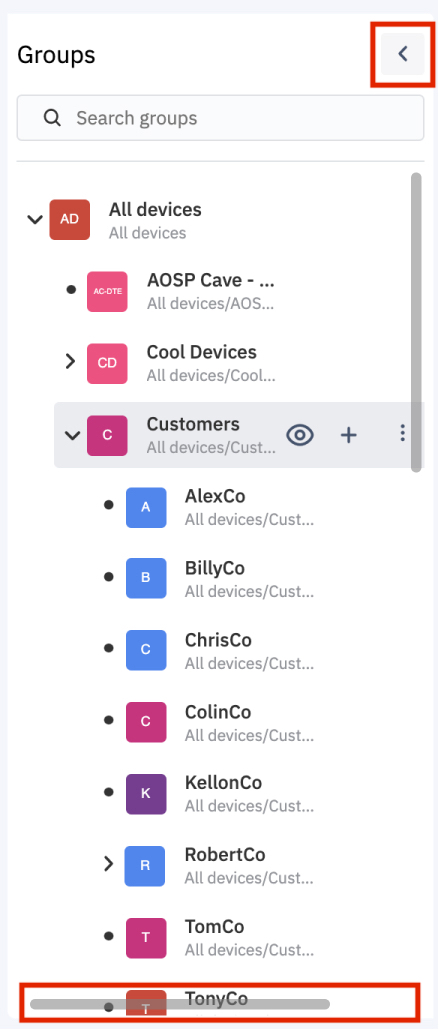 Groups
Search groups
AD
All devices
All devices
AC-DTE
AOSP Cave - ...
All devices/AOS...
CD
Cool Devices
All devices/Cool...
C
Customers
All devices/Cust...
A
AlexCo
All devices/Cust...
B
BillyCo
All devices/Cust...
C
ChrisCo
All devices/Cust...
C
ColinCo
All devices/Cust...
K
KellonCo
All devices/Cust...
R
RobertCo
All devices/Cust...
T
TomCo
All devices/Cust...
T
TonyCo